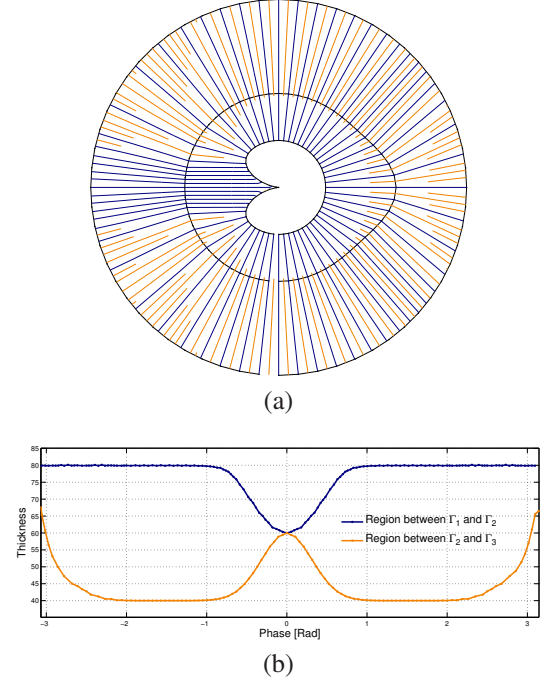 (a)
85
80
75
70
65
60
55
50
45
40
Thickness
Region between Γ₁ and Γ₂
Region between Γ₂ and Γ₃
−3 −2 −1 0 1 2 3
Phase [Rad]
(b)